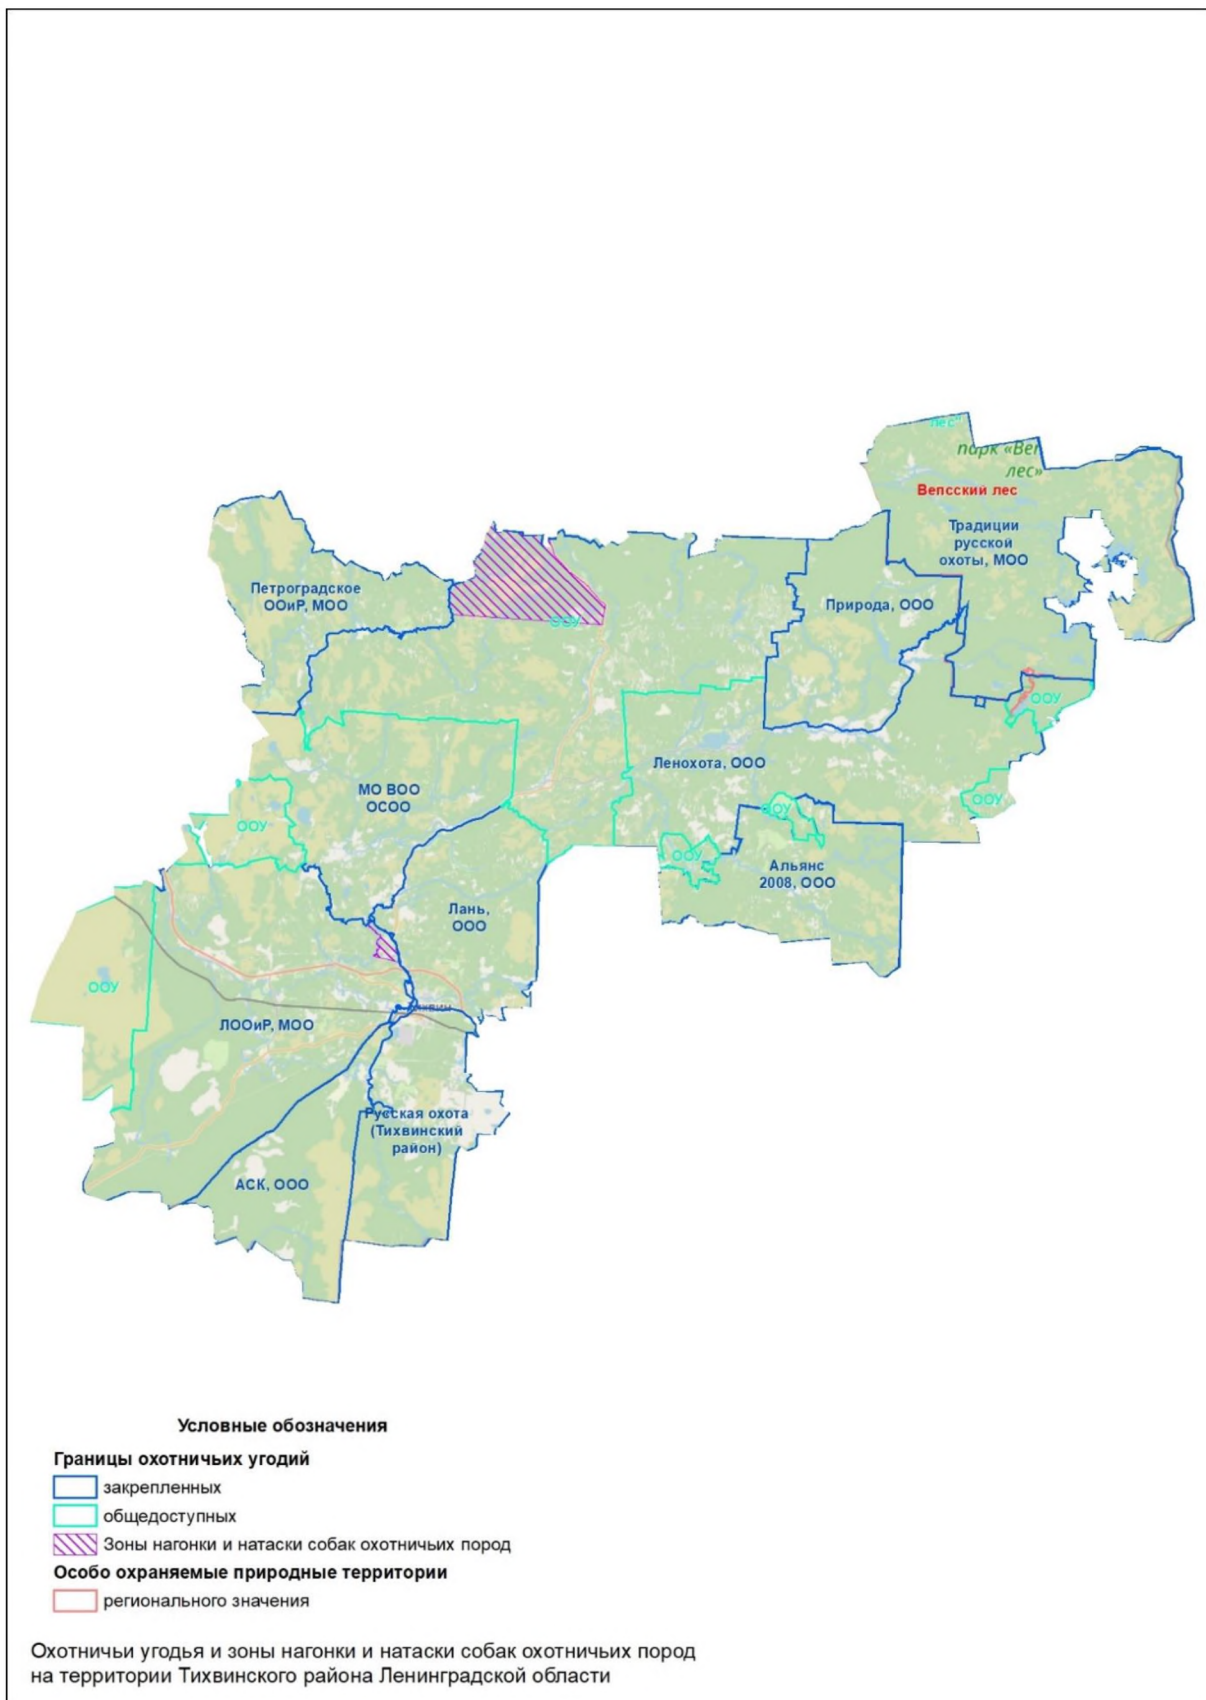 лес"
парк «Веп
лес»
Вепсский лес
Традиции
русской
охоты, МОО
Петроградское
ООиР, МОО
Природа, ООО
ООУ
ООУ
Ленохота, ООО
МО ВОО
ОСОО
ООУ
ООУ
ООУ
ООУ
Альянс
2008, ООО
Лань,
ООО
ООУ
ЛООиР, МОО
Русская охота
(Тихвинский
район)
АСК, ООО
Условные обозначения
Границы охотничьих угодий
закрепленных
общедоступных
Зоны нагонки и натаски собак охотничьих пород
Особо охраняемые природные территории
регионального значения
Охотничьи угодья и зоны нагонки и натаски собак охотничьих пород
на территории Тихвинского района Ленинградской области